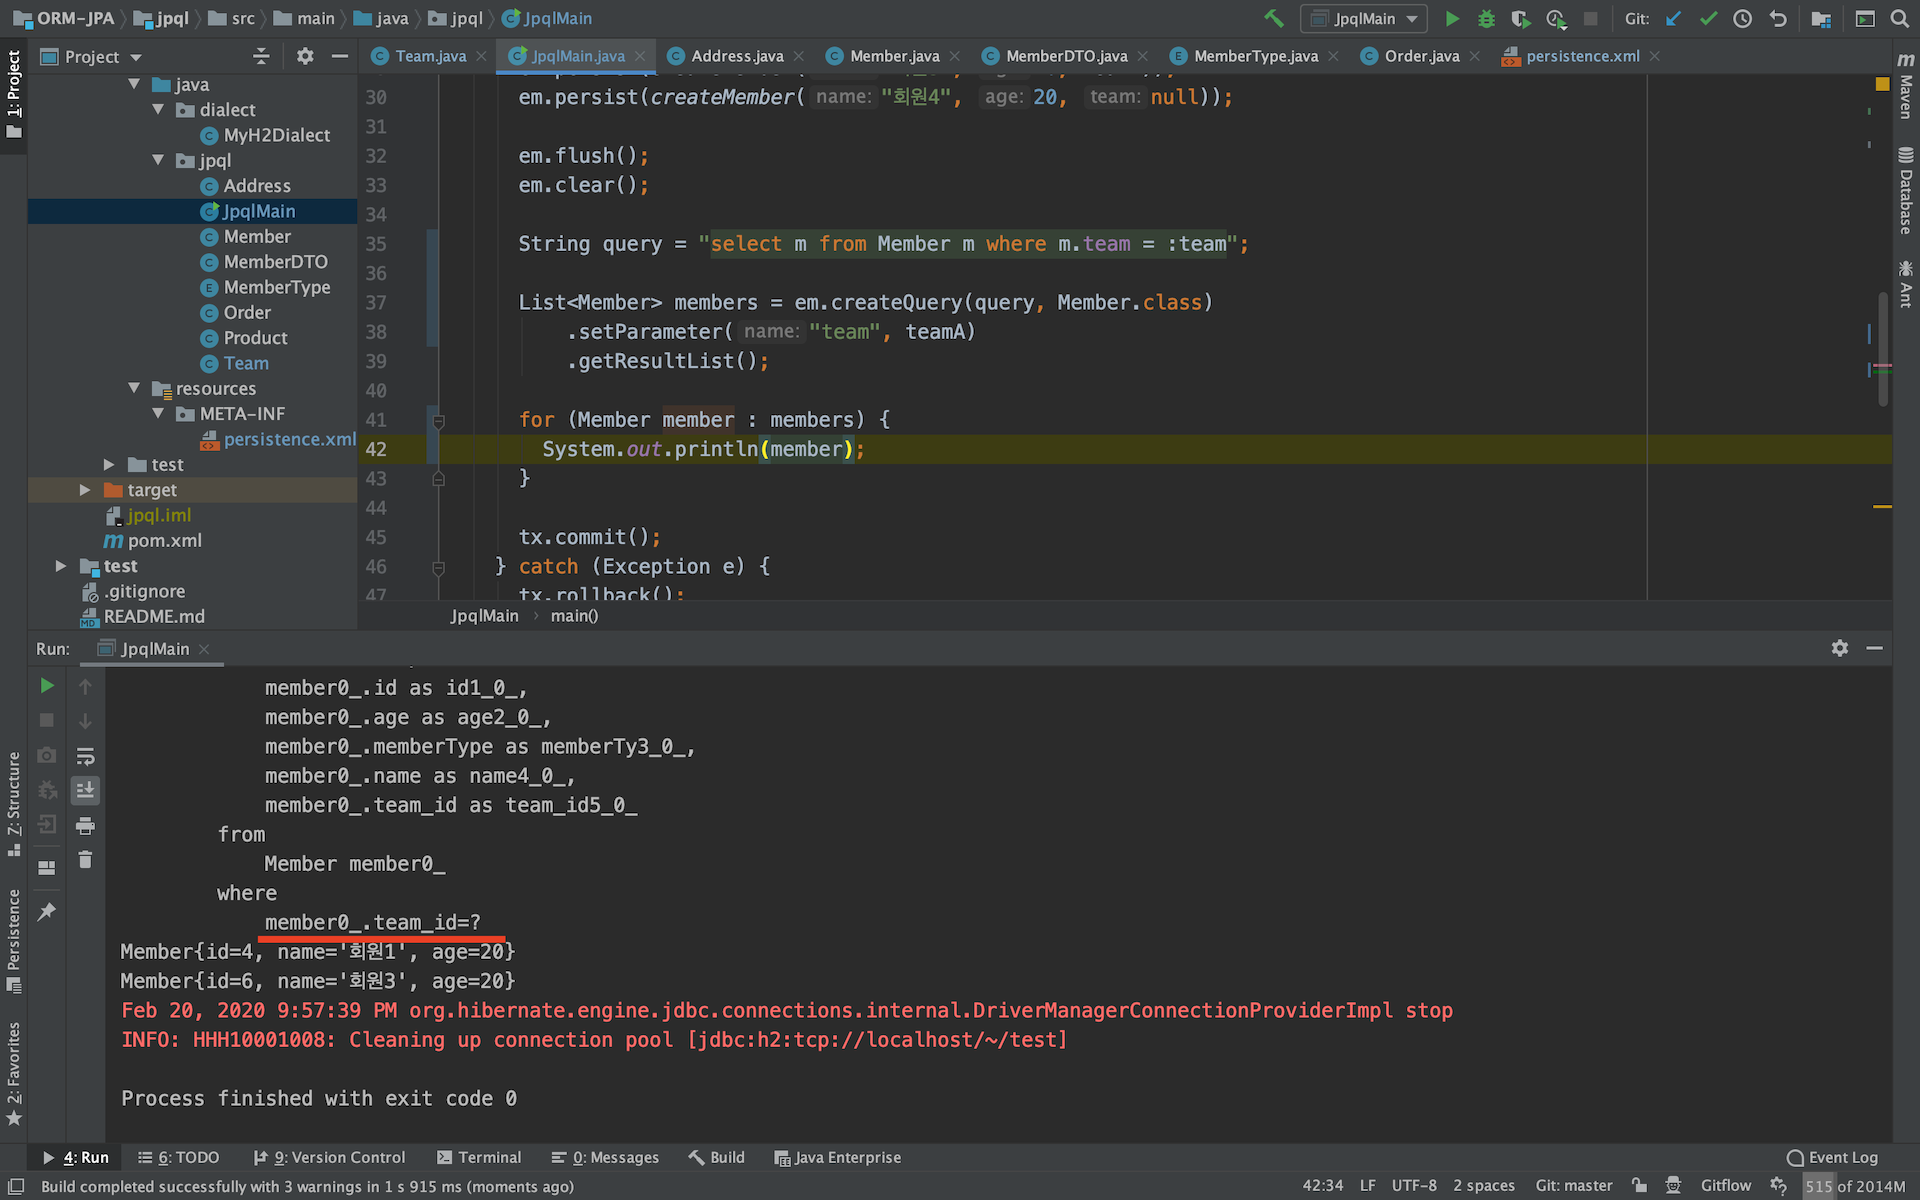 ORM-JPA jpql src main java jpql JpqlMain
JpqlMain Git:
Project
Team.java JpqlMain.java Address.java Member.java MemberDTO.java MemberType.java Order.java persistence.xml
1: Project
java
dialect
MyH2Dialect
jpql
Address
JpqlMain
Member
MemberDTO
MemberType
Order
Product
Team
resources
META-INF
persistence.xml
test
target
jpql.iml
pom.xml
test
.gitignore
README.md
30 em.persist(createMember( name: "회원4", age: 20, team: null));
31
32 em.flush();
33 em.clear();
34
35 String query = "select m from Member m where m.team = :team";
36
37 List<Member> members = em.createQuery(query, Member.class)
38 .setParameter( name: "team", teamA)
39 .getResultList();
40
41 for (Member member : members) {
42 System.out.println(member);
43 }
44
45 tx.commit();
46 } catch (Exception e) {
47 tx.rollback();
JpqlMain main()
Maven
Database
Ant
Run: JpqlMain
member0_.id as id1_0_,
member0_.age as age2_0_,
member0_.memberType as memberTy3_0_,
member0_.name as name4_0_,
member0_.team_id as team_id5_0_
from
Member member0_
where
member0_.team_id=?
Member{id=4, name='회원1', age=20}
Member{id=6, name='회원3', age=20}
Feb 20, 2020 9:57:39 PM org.hibernate.engine.jdbc.connections.internal.DriverManagerConnectionProviderImpl stop
INFO: HHH10001008: Cleaning up connection pool [jdbc:h2:tcp://localhost/~/test]
Process finished with exit code 0
Z: Structure
Persistence
2: Favorites
4: Run 6: TODO 9: Version Control Terminal 0: Messages Build Java Enterprise Event Log
Build completed successfully with 3 warnings in 1 s 915 ms (moments ago) 42:34 LF UTF-8 2 spaces Git: master Gitflow 515 of 2014M